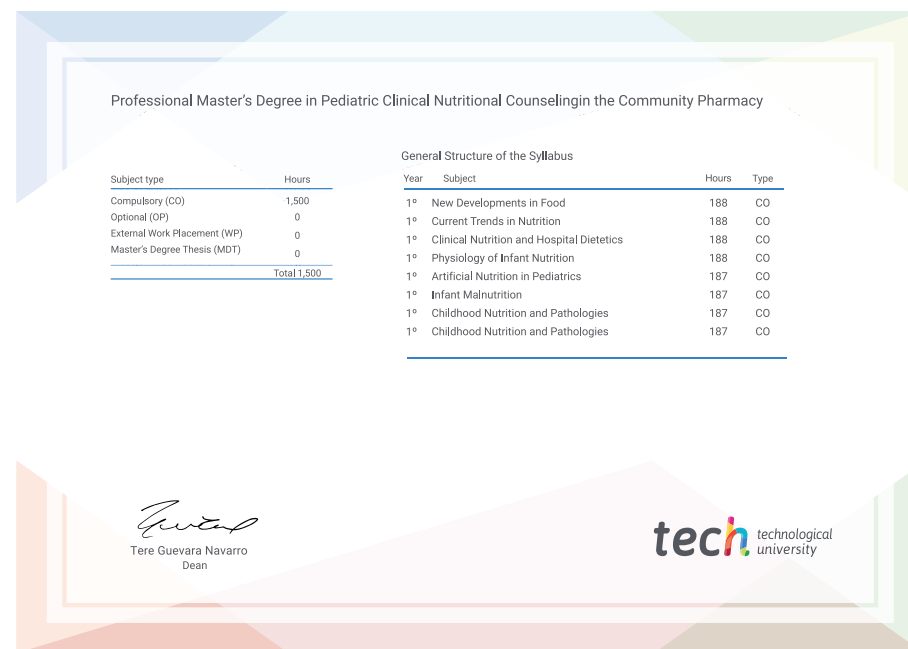 Professional Master's Degree in Pediatric Clinical Nutritional Counselingin the Community Pharmacy
Subject type Hours
Compulsory (CO) 1,500
Optional (OP) 0
External Work Placement (WP) 0
Master's Degree Thesis (MDT) 0
Total 1,500
General Structure of the Syllabus
Year Subject Hours Type
1º New Developments in Food 188 CO
1º Current Trends in Nutrition 188 CO
1º Clinical Nutrition and Hospital Dietetics 188 CO
1º Physiology of Infant Nutrition 188 CO
1º Artificial Nutrition in Pediatrics 187 CO
1º Infant Malnutrition 187 CO
1º Childhood Nutrition and Pathologies 187 CO
1º Childhood Nutrition and Pathologies 187 CO
Tere Guevara Navarro
Dean
tech technological
university